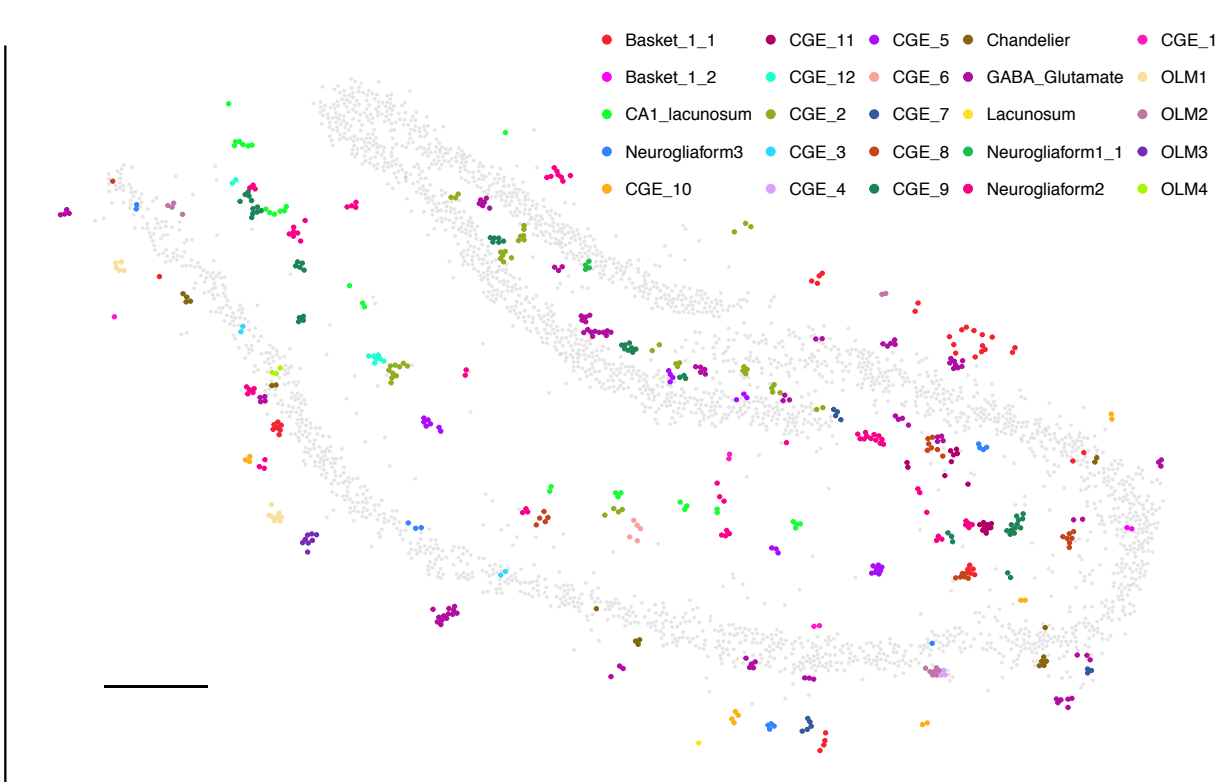 Basket_1_1 CGE_11 CGE_5 Chandelier CGE_1
Basket_1_2 CGE_12 CGE_6 GABA_Glutamate OLM1
CA1_lacunosum CGE_2 CGE_7 Lacunosum OLM2
Neurogliaform3 CGE_3 CGE_8 Neurogliaform1_1 OLM3
CGE_10 CGE_4 CGE_9 Neurogliaform2 OLM4